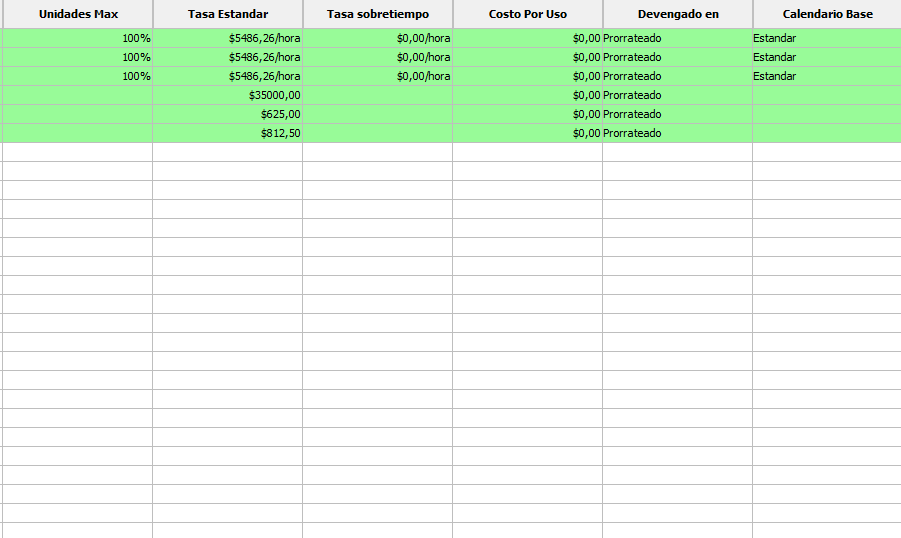 Unidades Max Tasa Estandar Tasa sobretiempo Costo Por Uso Devengado en Calendario Base
100% $5486,26/hora $0,00/hora $0,00 Prorrateado Estandar
100% $5486,26/hora $0,00/hora $0,00 Prorrateado Estandar
100% $5486,26/hora $0,00/hora $0,00 Prorrateado Estandar
$35000,00 $0,00 Prorrateado
$625,00 $0,00 Prorrateado
$812,50 $0,00 Prorrateado